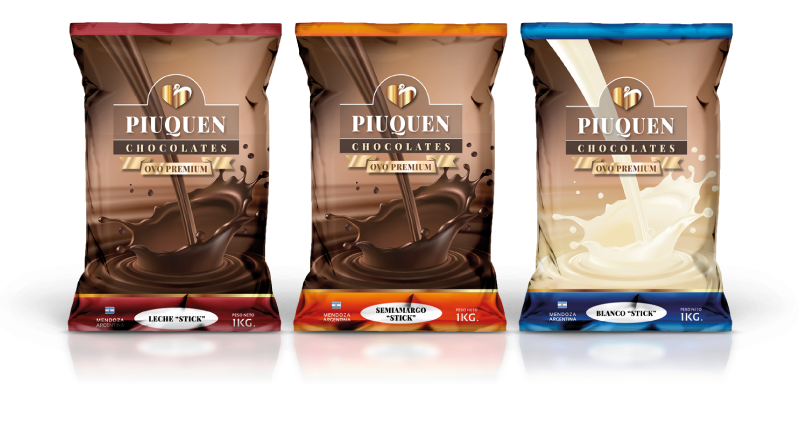 PIUQUEN
CHOCOLATES
OVO PREMIUM
MENDOZA
ARGENTINA
LECHE "STICK"
PESO NETO
1KG.
PIUQUEN
CHOCOLATES
OVO PREMIUM
MENDOZA
ARGENTINA
SEMIAMARGO
"STICK"
PESO NETO
1KG.
PIUQUEN
CHOCOLATES
OVO PREMIUM
MENDOZA
ARGENTINA
BLANCO "STICK"
PESO NETO
1KG.